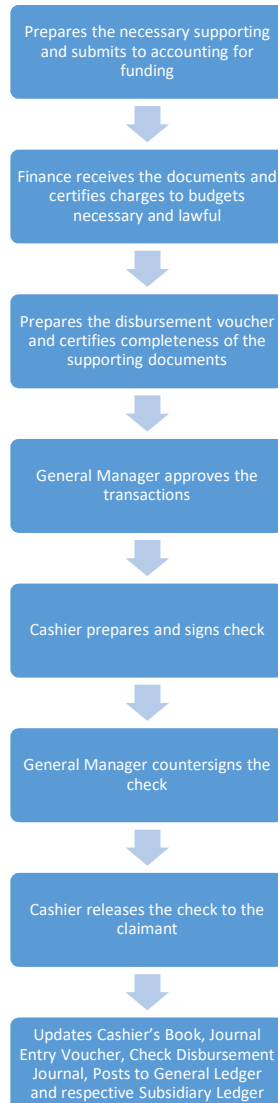 Prepares the necessary supporting
and submits to accounting for
funding
Finance receives the documents and
certifies charges to budgets
necessary and lawful
Prepares the disbursement voucher
and certifies completeness of the
supporting documents
General Manager approves the
transactions
Cashier prepares and signs check
General Manager countersigns the
check
Cashier releases the check to the
claimant
Updates Cashier’s Book, Journal
Entry Voucher, Check Disbursement
Journal, Posts to General Ledger
and respective Subsidiary Ledger